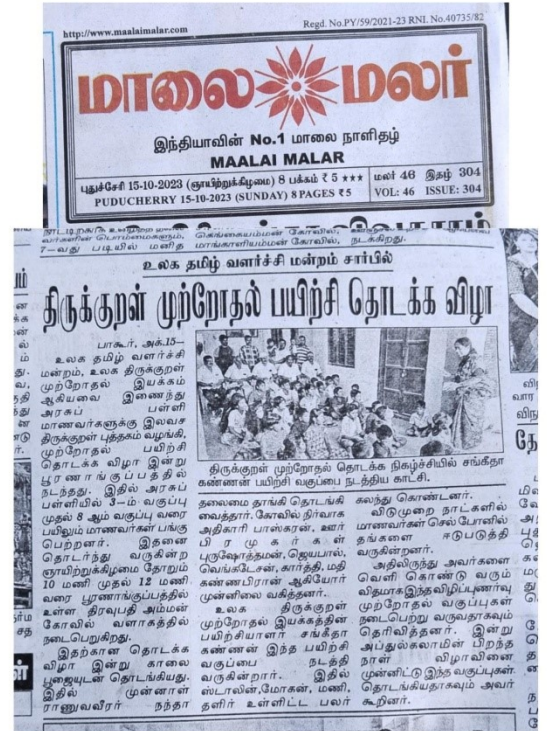 http://www.maalaimalar.com
Regd. No.PY/59/2021-23 RNI. No.40735/82
மாலை மலர்
இந்தியாவின் No.1 மாலை நாளிதழ்
MAALAI MALAR
புதுச்சேரி 15-10-2023 (ஞாயிற்றுக்கிழமை) 8 பக்கம் ₹ 5 ★★★
மலர் 46 இதழ் 304
PUDUCHERRY 15-10-2023 (SUNDAY) 8 PAGES ₹5
VOL: 46 ISSUE: 304
7-வது படியில் மனித மாங்காளியம்மன் கோவில், நடக்கிறது.
உலக தமிழ் வளர்ச்சி மன்றம் சார்பில்
திருக்குறள் முற்றோதல் பயிற்சி தொடக்க விழா
பாகூர், அக்.15-
உலக தமிழ் வளர்ச்சி
மன்றம், உலக திருக்குறள்
முற்றோதல் இயக்கம்
ஆகியவை இணைந்து
அரசுப் பள்ளி
மாணவர்களுக்கு இலவச
திருக்குறள் புத்தகம் வழங்கி,
முற்றோதல் பயிற்சி
தொடக்க விழா இன்று
பூரணாங்குப்பத்தில்
நடந்தது. இதில் அரசுப்
பள்ளியில் 3-ம் வகுப்பு
முதல் 8 ஆம் வகுப்பு வரை
பயிலும் மாணவர்கள் பங்கு
பெற்றனர். இதனை
தொடர்ந்து வருகின்ற
ஞாயிற்றுக்கிழமை தோறும்
10 மணி முதல் 12 மணி
வரை பூரணாங்குப்பத்தில்
உள்ள திரவுபதி அம்மன்
கோவில் வளாகத்தில்
நடைபெறுகிறது.
இதற்கான தொடக்க
விழா இன்று காலை
பூஜையுடன் தொடங்கியது.
இதில் முன்னாள்
ராணுவவீரர் நந்தா
திருக்குறள் முற்றோதல் தொடக்க நிகழ்ச்சியில் சங்கீதா
கண்ணன் பயிற்சி வகுப்பை நடத்திய காட்சி.
தலைமை தாங்கி தொடங்கி
வைத்தார். கோவில் நிர்வாக
அதிகாரி பாஸ்கரன், ஊர்
பிரமுகர்கள்
புருஷோத்தமன், ஜெயபால்,
வெங்கடேசன், கார்த்தி, மதி
கண்ணபிரான் ஆகியோர்
முன்னிலை வகித்தனர்.
உலக திருக்குறள்
முற்றோதல் இயக்கத்தின்
பயிற்சியாளர் சங்கீதா
கண்ணன் இந்த பயிற்சி
வகுப்பை நடத்தி
வருகின்றார். இதில்
ஸ்டாலின்,மோகன், மணி,
தளிர் உள்ளிட்ட பலர்
கலந்து கொண்டனர்.
விடுமுறை நாட்களில்
மாணவர்கள் செல் போனில்
தங்களை ஈடுபடுத்தி
வருகின்றனர்.
அதிலிருந்து அவர்களை
வெளி கொண்டு வரும்
விதமாக இந்த விழிப்புணர்வு
முற்றோதல் வகுப்புகள்
நடைபெற்று வருவதாகவும்
தெரிவித்தனர். இன்று
அப்துல்கலாமின் பிறந்த
நாள் விழாவினை
முன்னிட்டு இந்த வகுப்புகள்
தொடங்கியதாகவும் அவர்
கூறினர்.